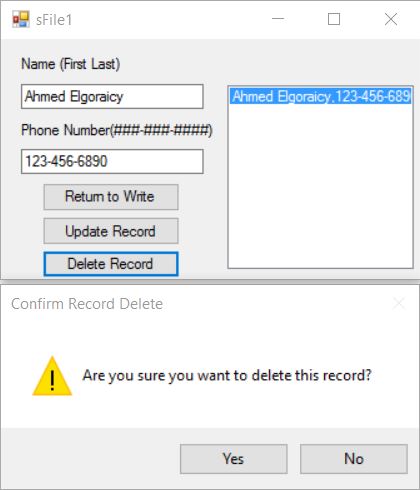 sFile1
Name (First Last)
Ahmed Elgoraicy
Ahmed Elgoraicy,123-456-689
Phone Number(###-###-####)
123-456-6890
Return to Write
Update Record
Delete Record
Confirm Record Delete
Are you sure you want to delete this record?
Yes
No